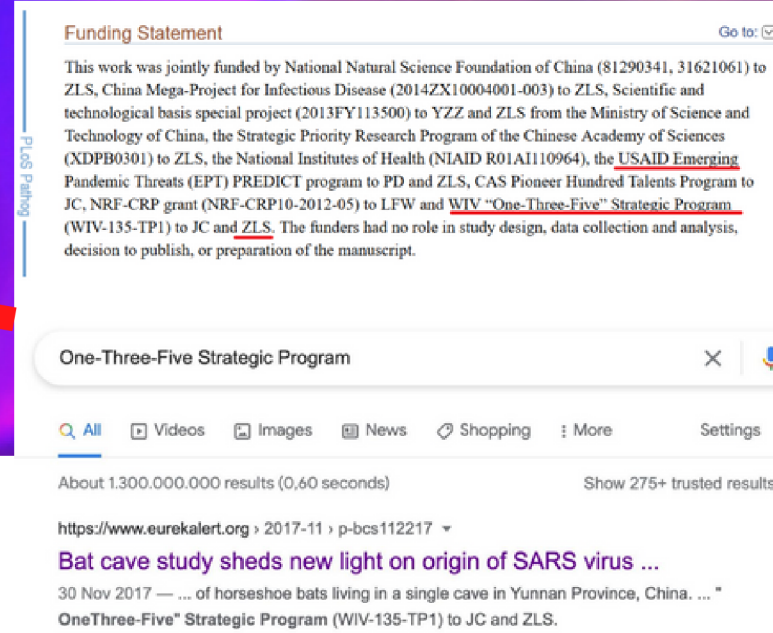 Funding Statement
Go to:
This work was jointly funded by National Natural Science Foundation of China (81290341, 31621061) to
ZLS, China Mega-Project for Infectious Disease (2014ZX10004001-003) to ZLS, Scientific and
technological basis special project (2013FY113500) to YZZ and ZLS from the Ministry of Science and
Technology of China, the Strategic Priority Research Program of the Chinese Academy of Sciences
(XDPB0301) to ZLS, the National Institutes of Health (NIAID R01AI110964), the USAID Emerging
Pandemic Threats (EPT) PREDICT program to PD and ZLS, CAS Pioneer Hundred Talents Program to
JC, NRF-CRP grant (NRF-CRP10-2012-05) to LFW and WIV “One-Three-Five” Strategic Program
(WIV-135-TP1) to JC and ZLS. The funders had no role in study design, data collection and analysis,
decision to publish, or preparation of the manuscript.
PLoS Pathog
One-Three-Five Strategic Program
All Videos Images News Shopping More Settings
About 1.300.000.000 results (0,60 seconds) Show 275+ trusted results
https://www.eurekalert.org › 2017-11 › p-bcs112217
Bat cave study sheds new light on origin of SARS virus ...
30 Nov 2017 — ... of horseshoe bats living in a single cave in Yunnan Province, China. ... "
OneThree-Five" Strategic Program (WIV-135-TP1) to JC and ZLS.